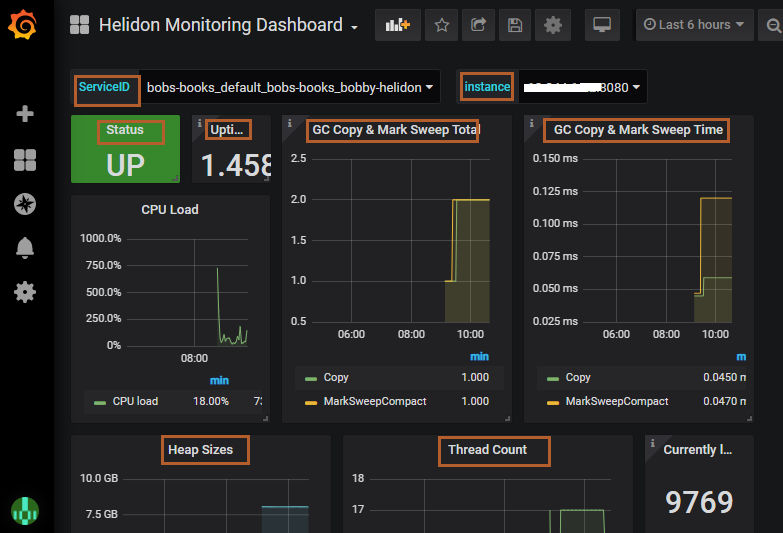 Helidon Monitoring Dashboard
Last 6 hours
ServiceID
bobs-books_default_bobs-books_bobby-helidon
instance
8080
Status
UP
Upti...
1.458
GC Copy & Mark Sweep Total
2.5
2.0
1.5
1.0
0.5
06:00
08:00
10:00
min
Copy
1.000
MarkSweepCompact
1.000
GC Copy & Mark Sweep Time
0.150 ms
0.125 ms
0.100 ms
0.075 ms
0.050 ms
0.025 ms
06:00
08:00
10:00
m
Copy
0.0450 m
MarkSweepCompact
0.0470 m
CPU Load
1000.0%
750.0%
500.0%
250.0%
0%
08:00
min
CPU load
18.00%
Heap Sizes
10.0 GB
7.5 GB
Thread Count
18
17
Currently l...
9769